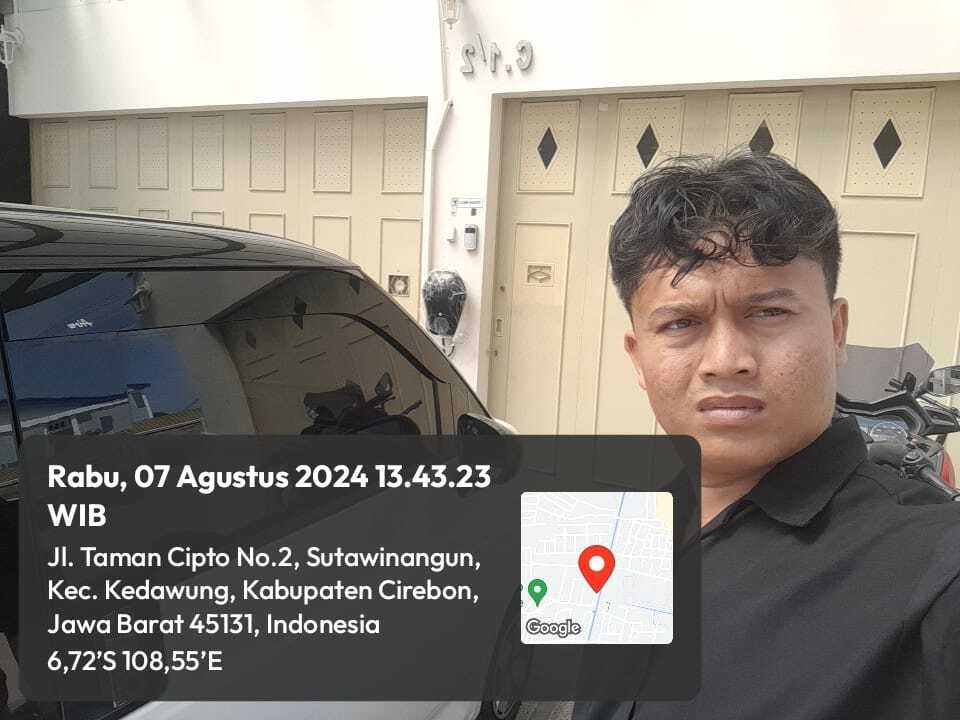 C.1/2
Rabu, 07 Agustus 2024 13.43.23
WIB
Jl. Taman Cipto No.2, Sutawinangun,
Kec. Kedawung, Kabupaten Cirebon,
Jawa Barat 45131, Indonesia
6,72’S 108,55’E
Google